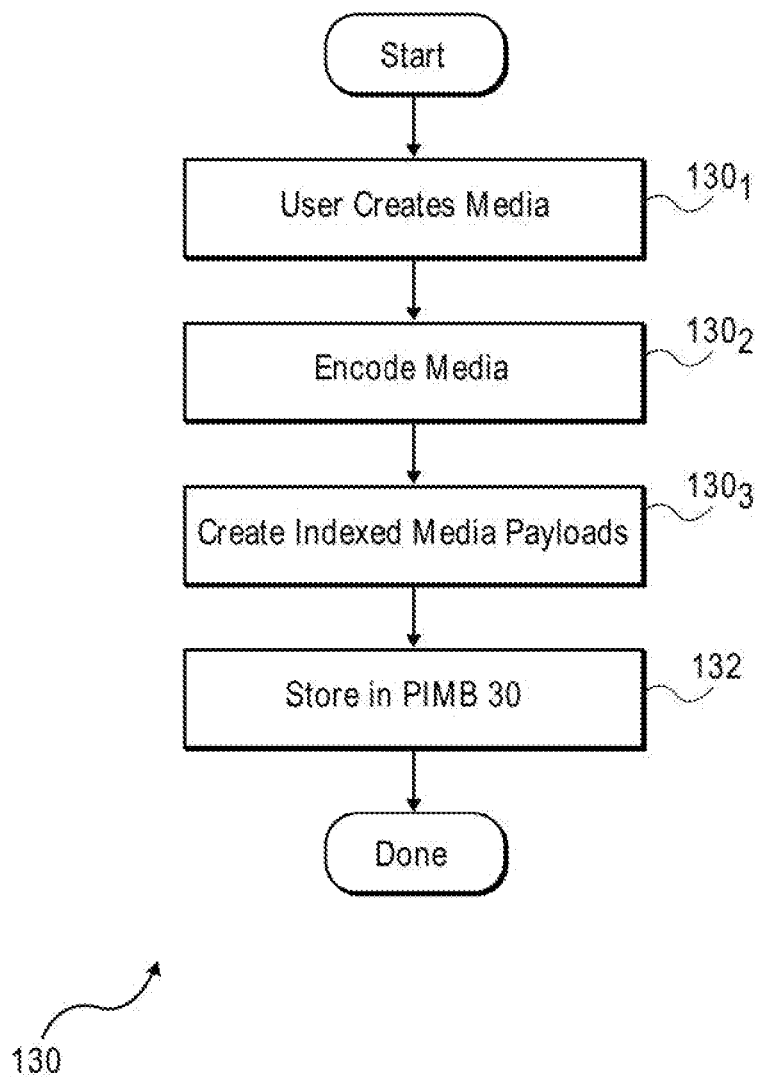 Start
User Creates Media
130₁
Encode Media
130₂
Create Indexed Media Payloads
130₃
Store in PIMB 30
132
Done
130